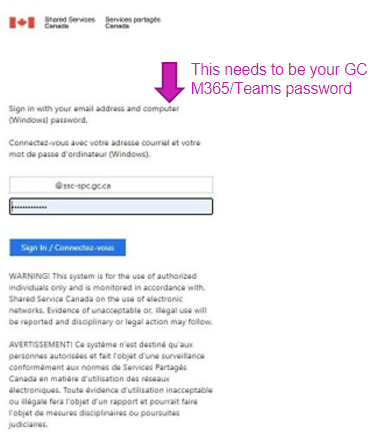 Shared Services Services partagés
Canada Canada
This needs to be your GC
M365/Teams password
Sign in with your email address and computer
(Windows) password.
Connectez-vous avec votre adresse courriel et votre
mot de passe d'ordinateur (Windows).
@ssc-spc.gc.ca
Sign In / Connectez-vous
WARNING! This system is for the use of authorized
individuals only and is monitored in accordance with,
Shared Service Canada on the use of electronic
networks. Evidence of unacceptable or, illegal use will
be reported and disciplinary or legal action may follow.
AVERTISSEMENT! Ce système n'est destiné qu'aux
personnes autorisées et fait l'objet d'une surveillance
conformément aux normes de Services Partagés
Canada en matière d'utilisation des réseaux
électroniques. Toute évidence d'utilisation inacceptable
ou illégale fera l'objet d'un rapport et pourrait faire
l'objet de mesures disciplinaires ou poursuites
judiciaires.